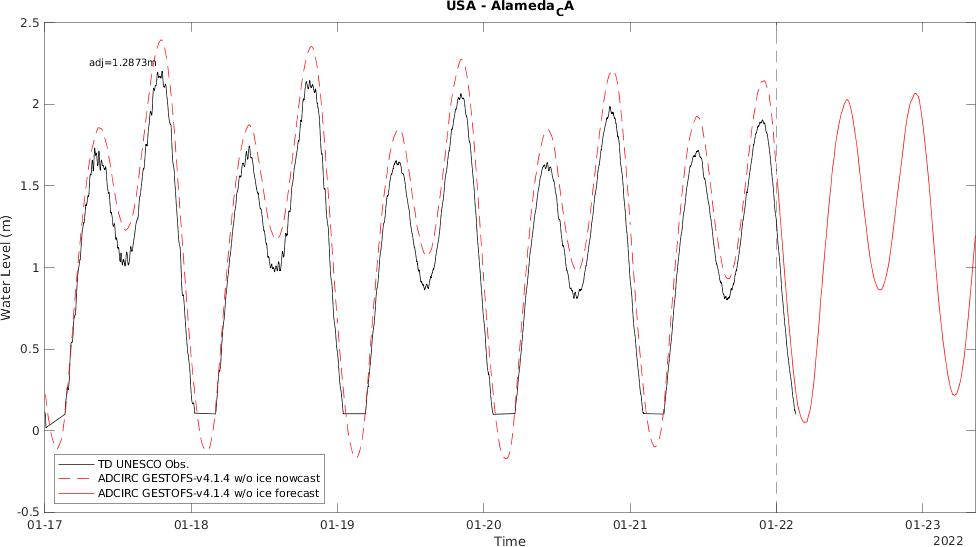 USA - Alameda_CA
2.5
adj=1.2873m
2
1.5
1
0.5
0
-0.5
Water Level (m)
TD UNESCO Obs.
ADCIRC GESTOFS-v4.1.4 w/o ice nowcast
ADCIRC GESTOFS-v4.1.4 w/o ice forecast
01-17 01-18 01-19 01-20 01-21 01-22 01-23
Time
2022